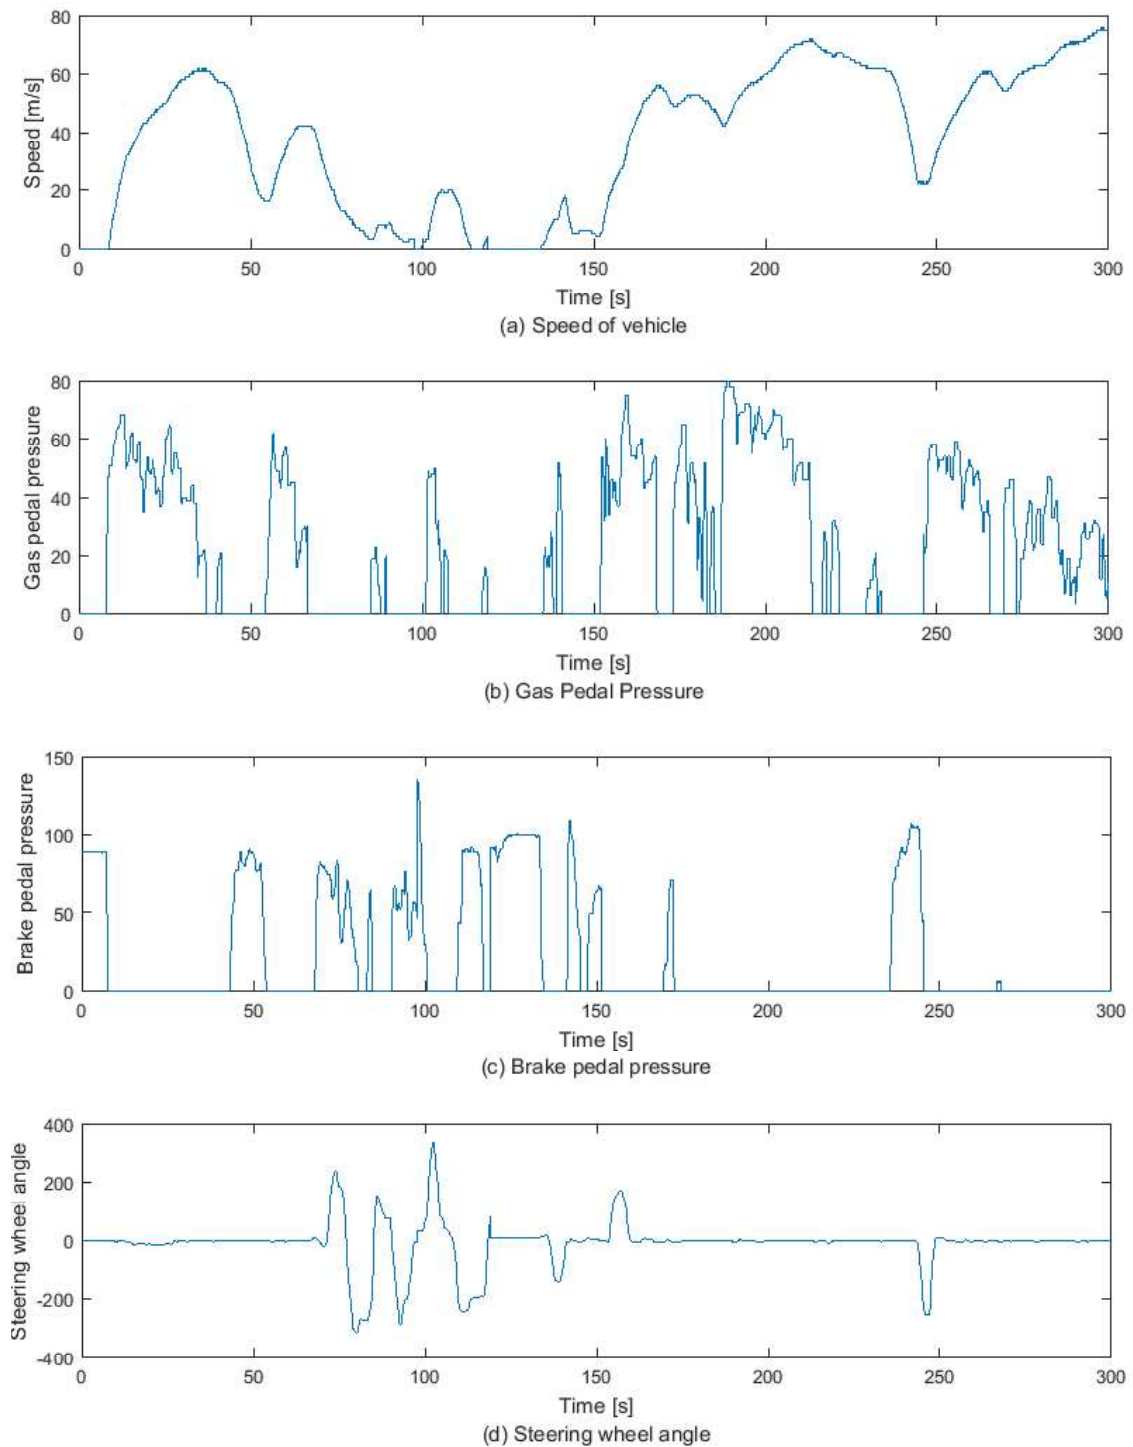 80
60
40
20
0
Speed [m/s]
0 50 100 150 200 250 300
Time [s]
(a) Speed of vehicle
80
60
40
20
0
Gas pedal pressure
0 50 100 150 200 250 300
Time [s]
(b) Gas Pedal Pressure
150
100
50
0
Brake pedal pressure
0 50 100 150 200 250 300
Time [s]
(c) Brake pedal pressure
400
200
0
-200
-400
Steering wheel angle
0 50 100 150 200 250 300
Time [s]
(d) Steering wheel angle